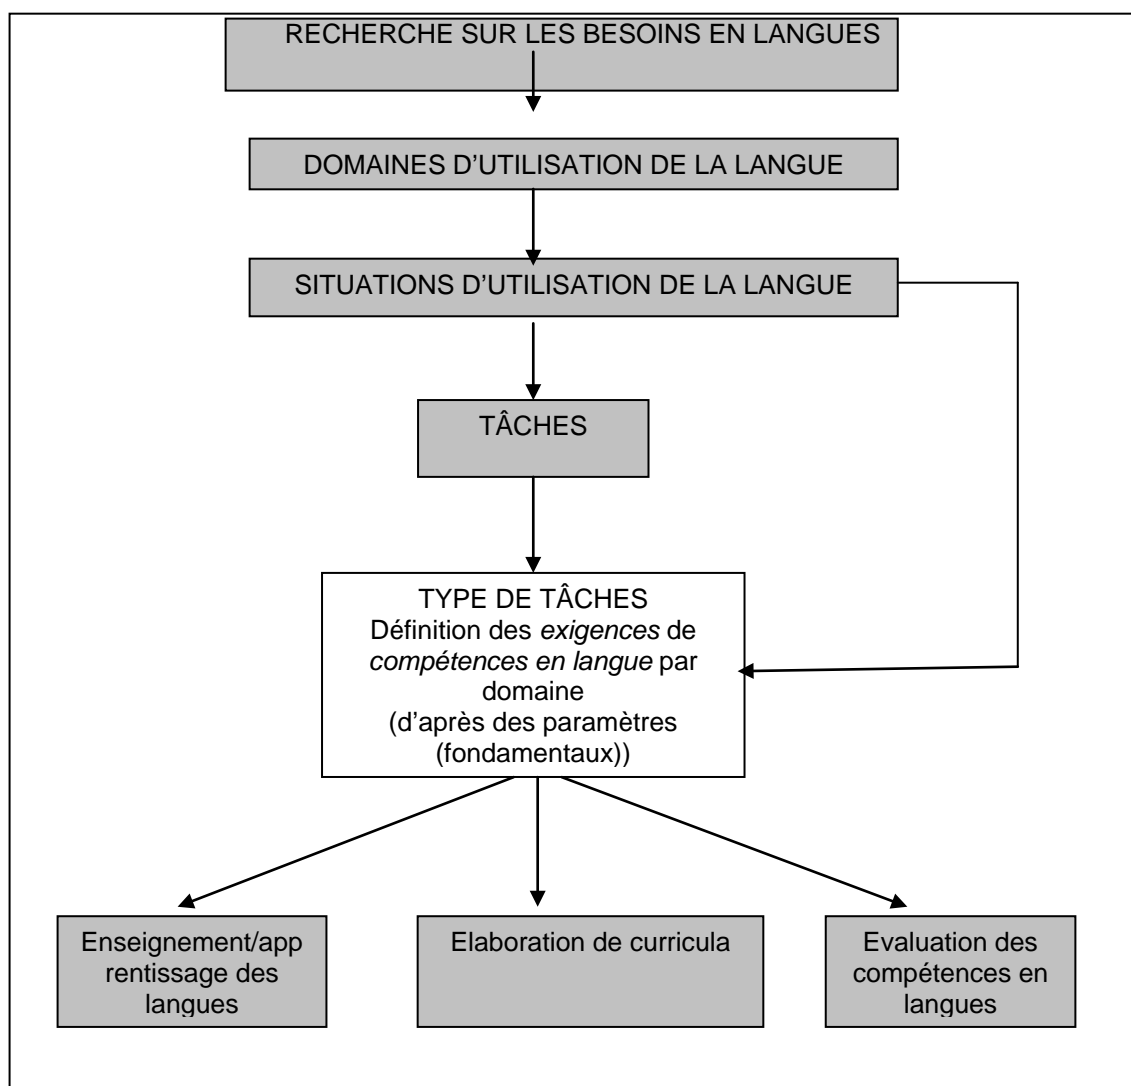 RECHERCHE SUR LES BESOINS EN LANGUES
DOMAINES D'UTILISATION DE LA LANGUE
SITUATIONS D'UTILISATION DE LA LANGUE
TÂCHES
TYPE DE TÂCHES
Définition des exigences de
compétences en langue par
domaine
(d'après des paramètres
(fondamentaux))
Enseignement/app
rentissage des
langues
Elaboration de curricula
Evaluation des
compétences en
langues